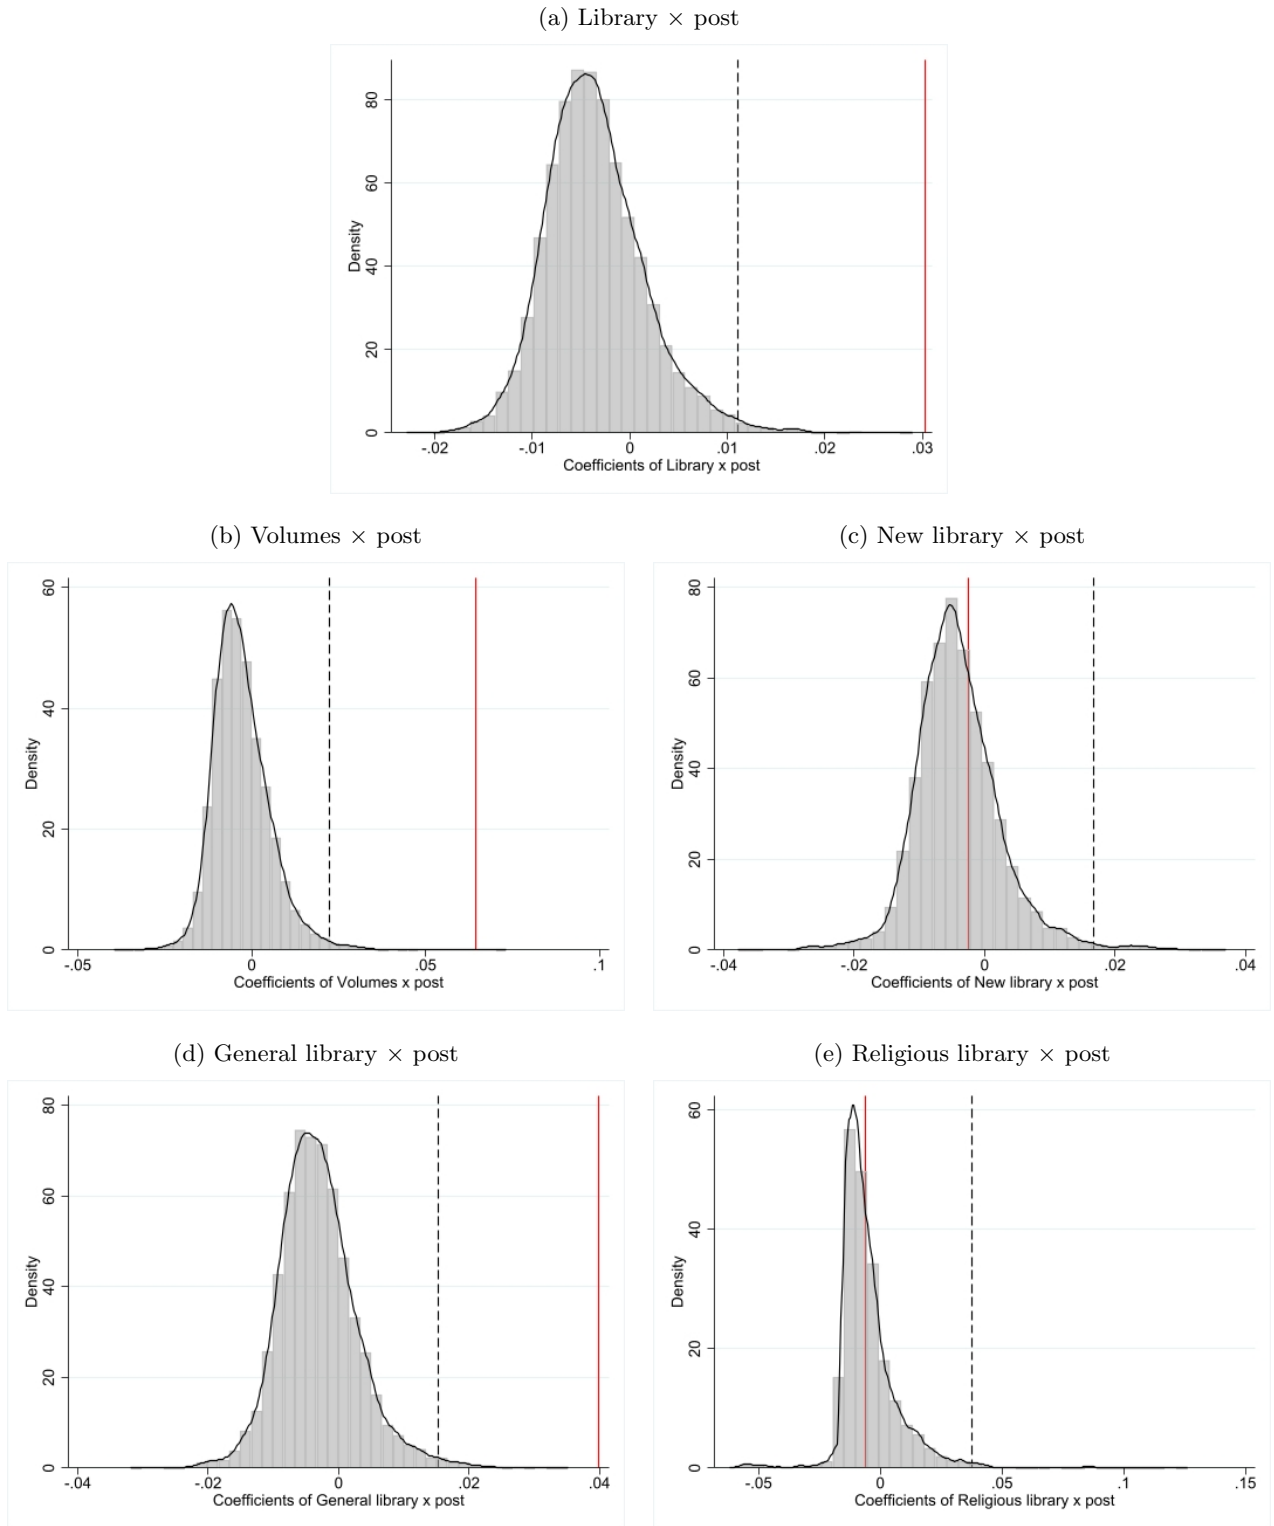 (a) Library × post
80
60
40
20
0
Density
-.02 -.01 0 .01 .02 .03
Coefficients of Library x post
(b) Volumes × post
60
40
20
0
Density
-.05 0 .05 .1
Coefficients of Volumes x post
(c) New library × post
80
60
40
20
0
Density
-.04 -.02 0 .02 .04
Coefficients of New library x post
(d) General library × post
80
60
40
20
0
Density
-.04 -.02 0 .02 .04
Coefficients of General library x post
(e) Religious library × post
60
40
20
0
Density
-.05 0 .05 .1 .15
Coefficients of Religious library x post